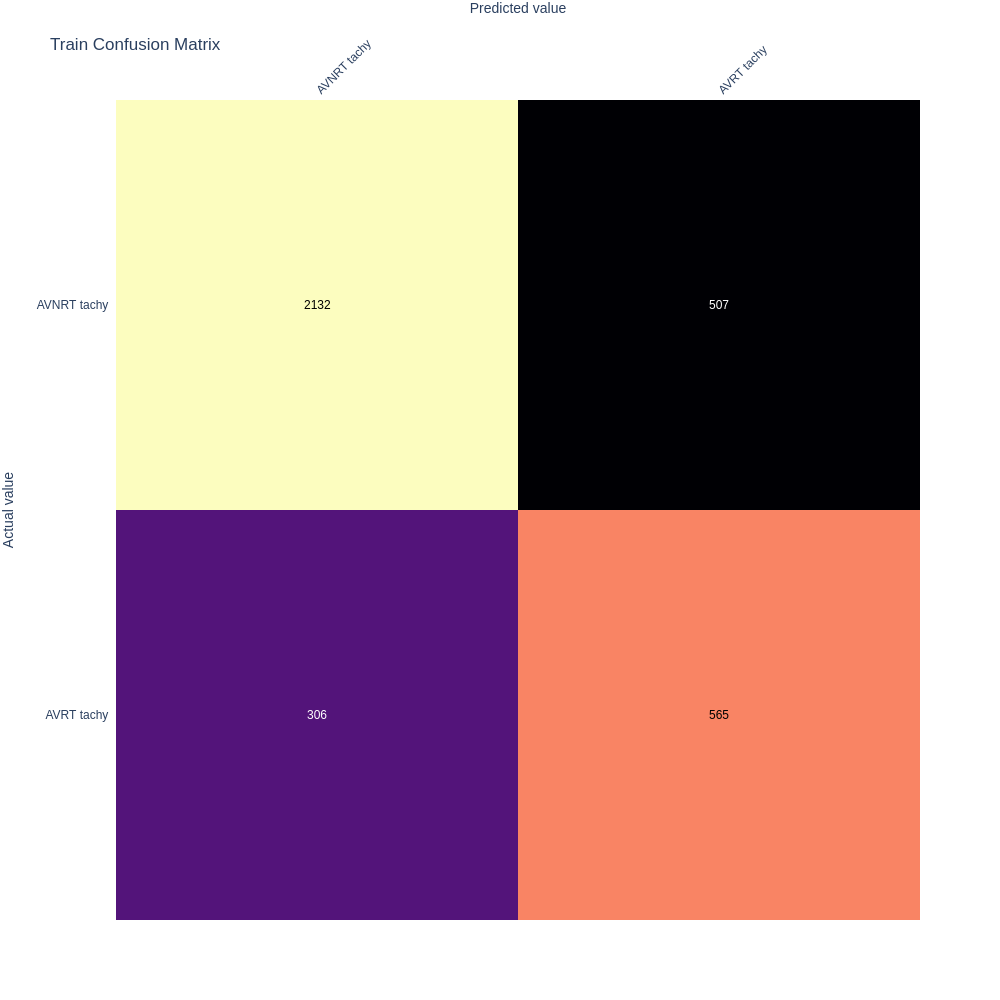 Predicted value
Train Confusion Matrix
AVNRT tachy
AVRT tachy
AVNRT tachy
2132
507
Actual value
AVRT tachy
306
565